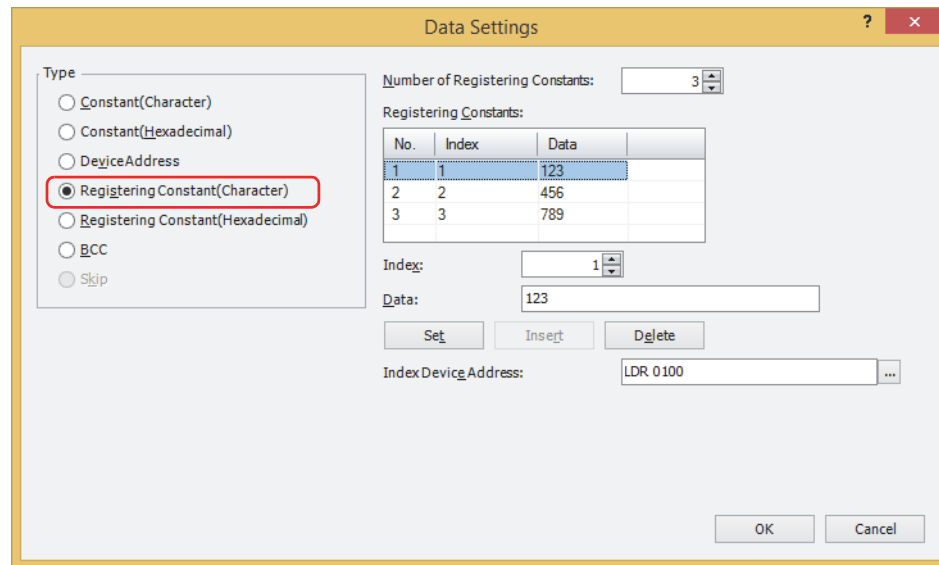 Data Settings
?
×
Type
Constant(Character)
Constant(Hexadecimal)
DeviceAddress
Registering Constant(Character)
Registering Constant(Hexadecimal)
BCC
Skip
Number of Registering Constants: 3
Registering Constants:
No. Index Data
1 1 123
2 2 456
3 3 789
Index: 1
Data: 123
Set Insert Delete
Index Device Address: LDR 0100 ...
OK Cancel